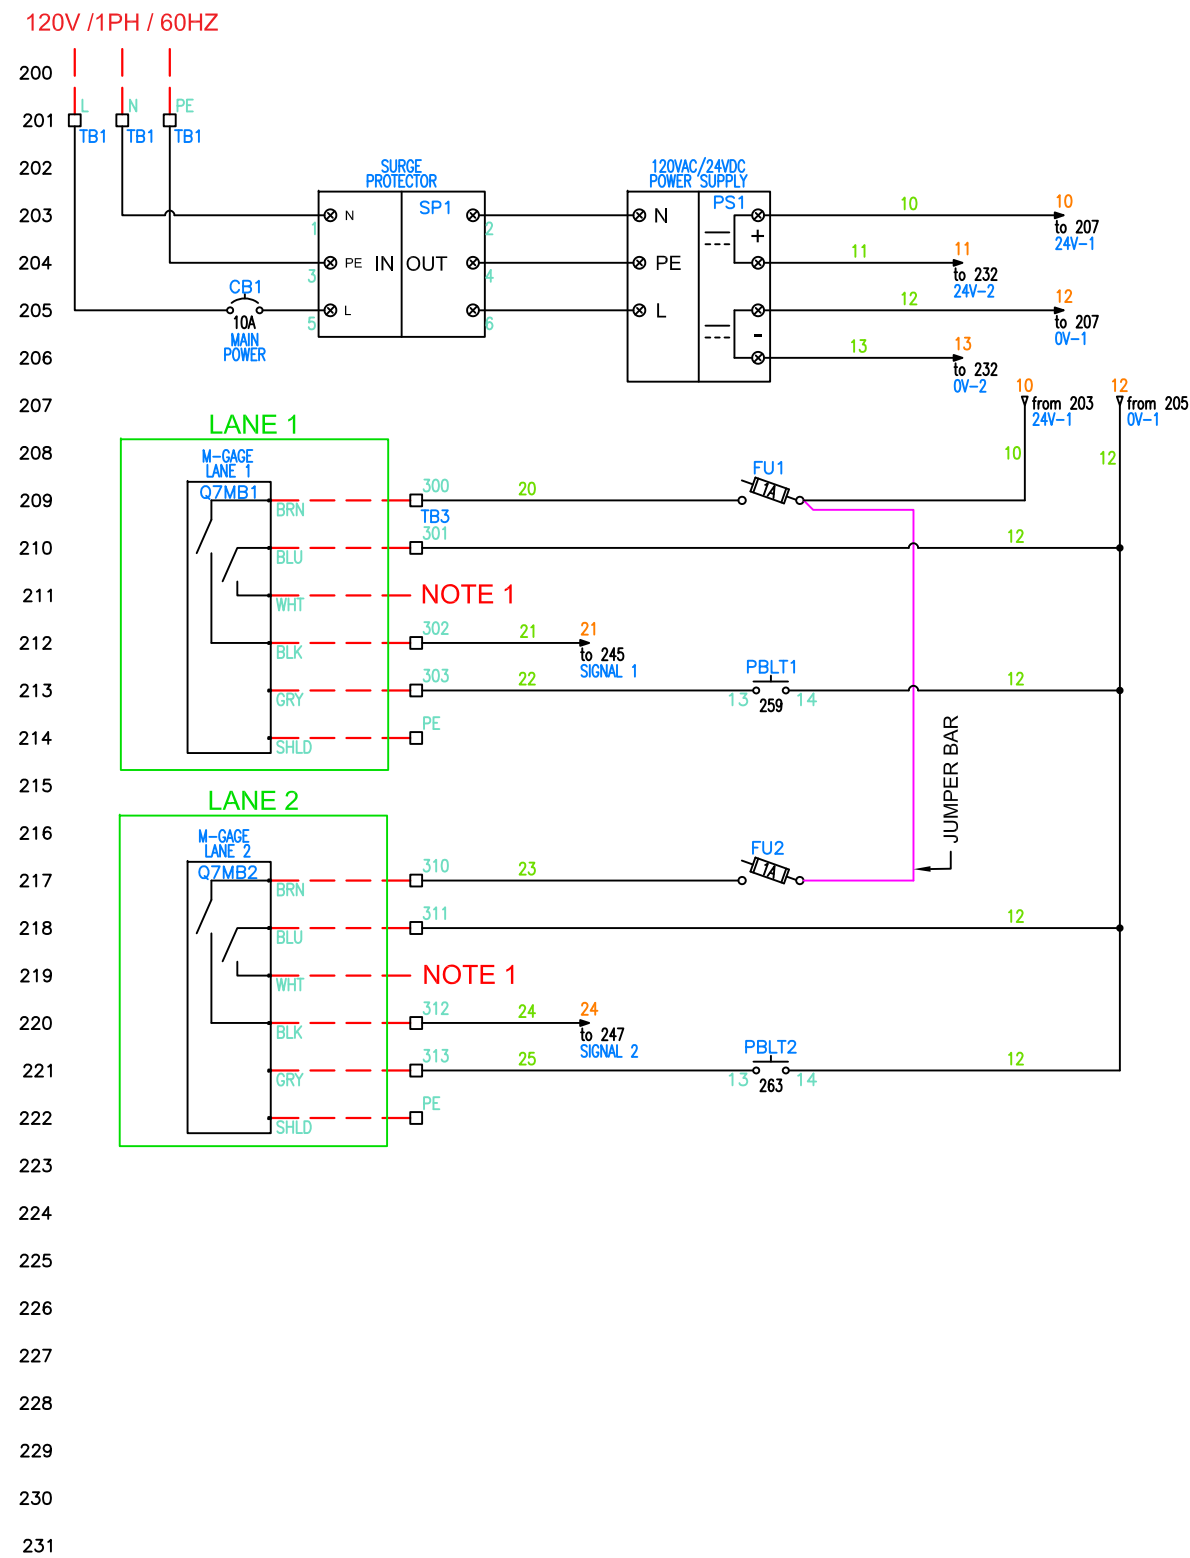 120V /1PH / 60HZ
200
L N PE
201
TB1 TB1 TB1
202
SURGE
PROTECTOR
120VAC/24VDC
POWER SUPPLY
SP1
PS1
203
N
1
2
N
+
10
10
to 207
24V-1
204
PE IN OUT
3
4
PE
11
11
to 232
24V-2
CB1
205
10A
MAIN
POWER
L
5
6
L
-
12
12
to 207
0V-1
206
13
13
to 232
0V-2
207
10
from 203
24V-1
12
from 205
0V-1
LANE 1
208
M-GAGE
LANE 1
10
12
209
Q7MB1
BRN
300
TB3
20
FU1
1A
210
BLU
301
12
211
WHT
NOTE 1
212
BLK
302
21
21
to 245
SIGNAL 1
213
GRY
303
22
PBLT1
13
14
259
12
214
SHLD
PE
JUMPER BAR
215
LANE 2
216
M-GAGE
LANE 2
217
Q7MB2
BRN
310
23
FU2
1A
218
BLU
311
12
219
WHT
NOTE 1
220
BLK
312
24
24
to 247
SIGNAL 2
221
GRY
313
25
PBLT2
13
14
263
12
222
SHLD
PE
223
224
225
226
227
228
229
230
231